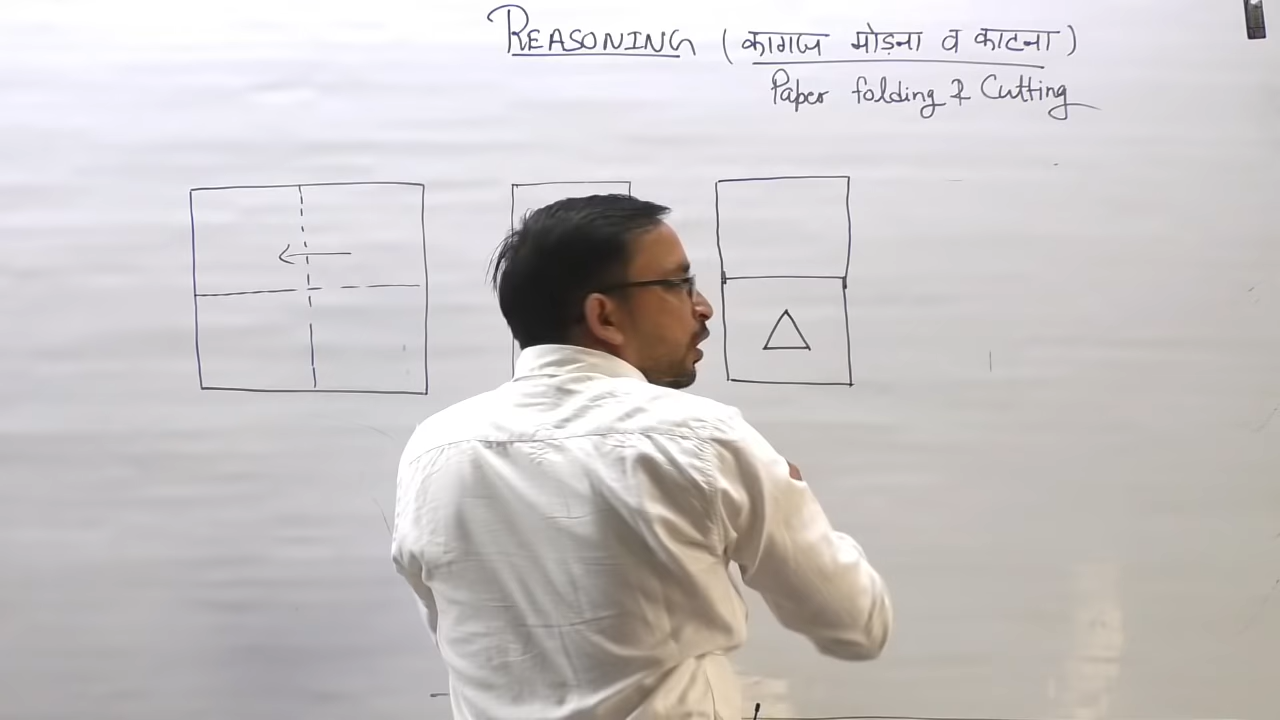 REASONING (कागज मोड़ना व काटना)
Paper folding & Cutting